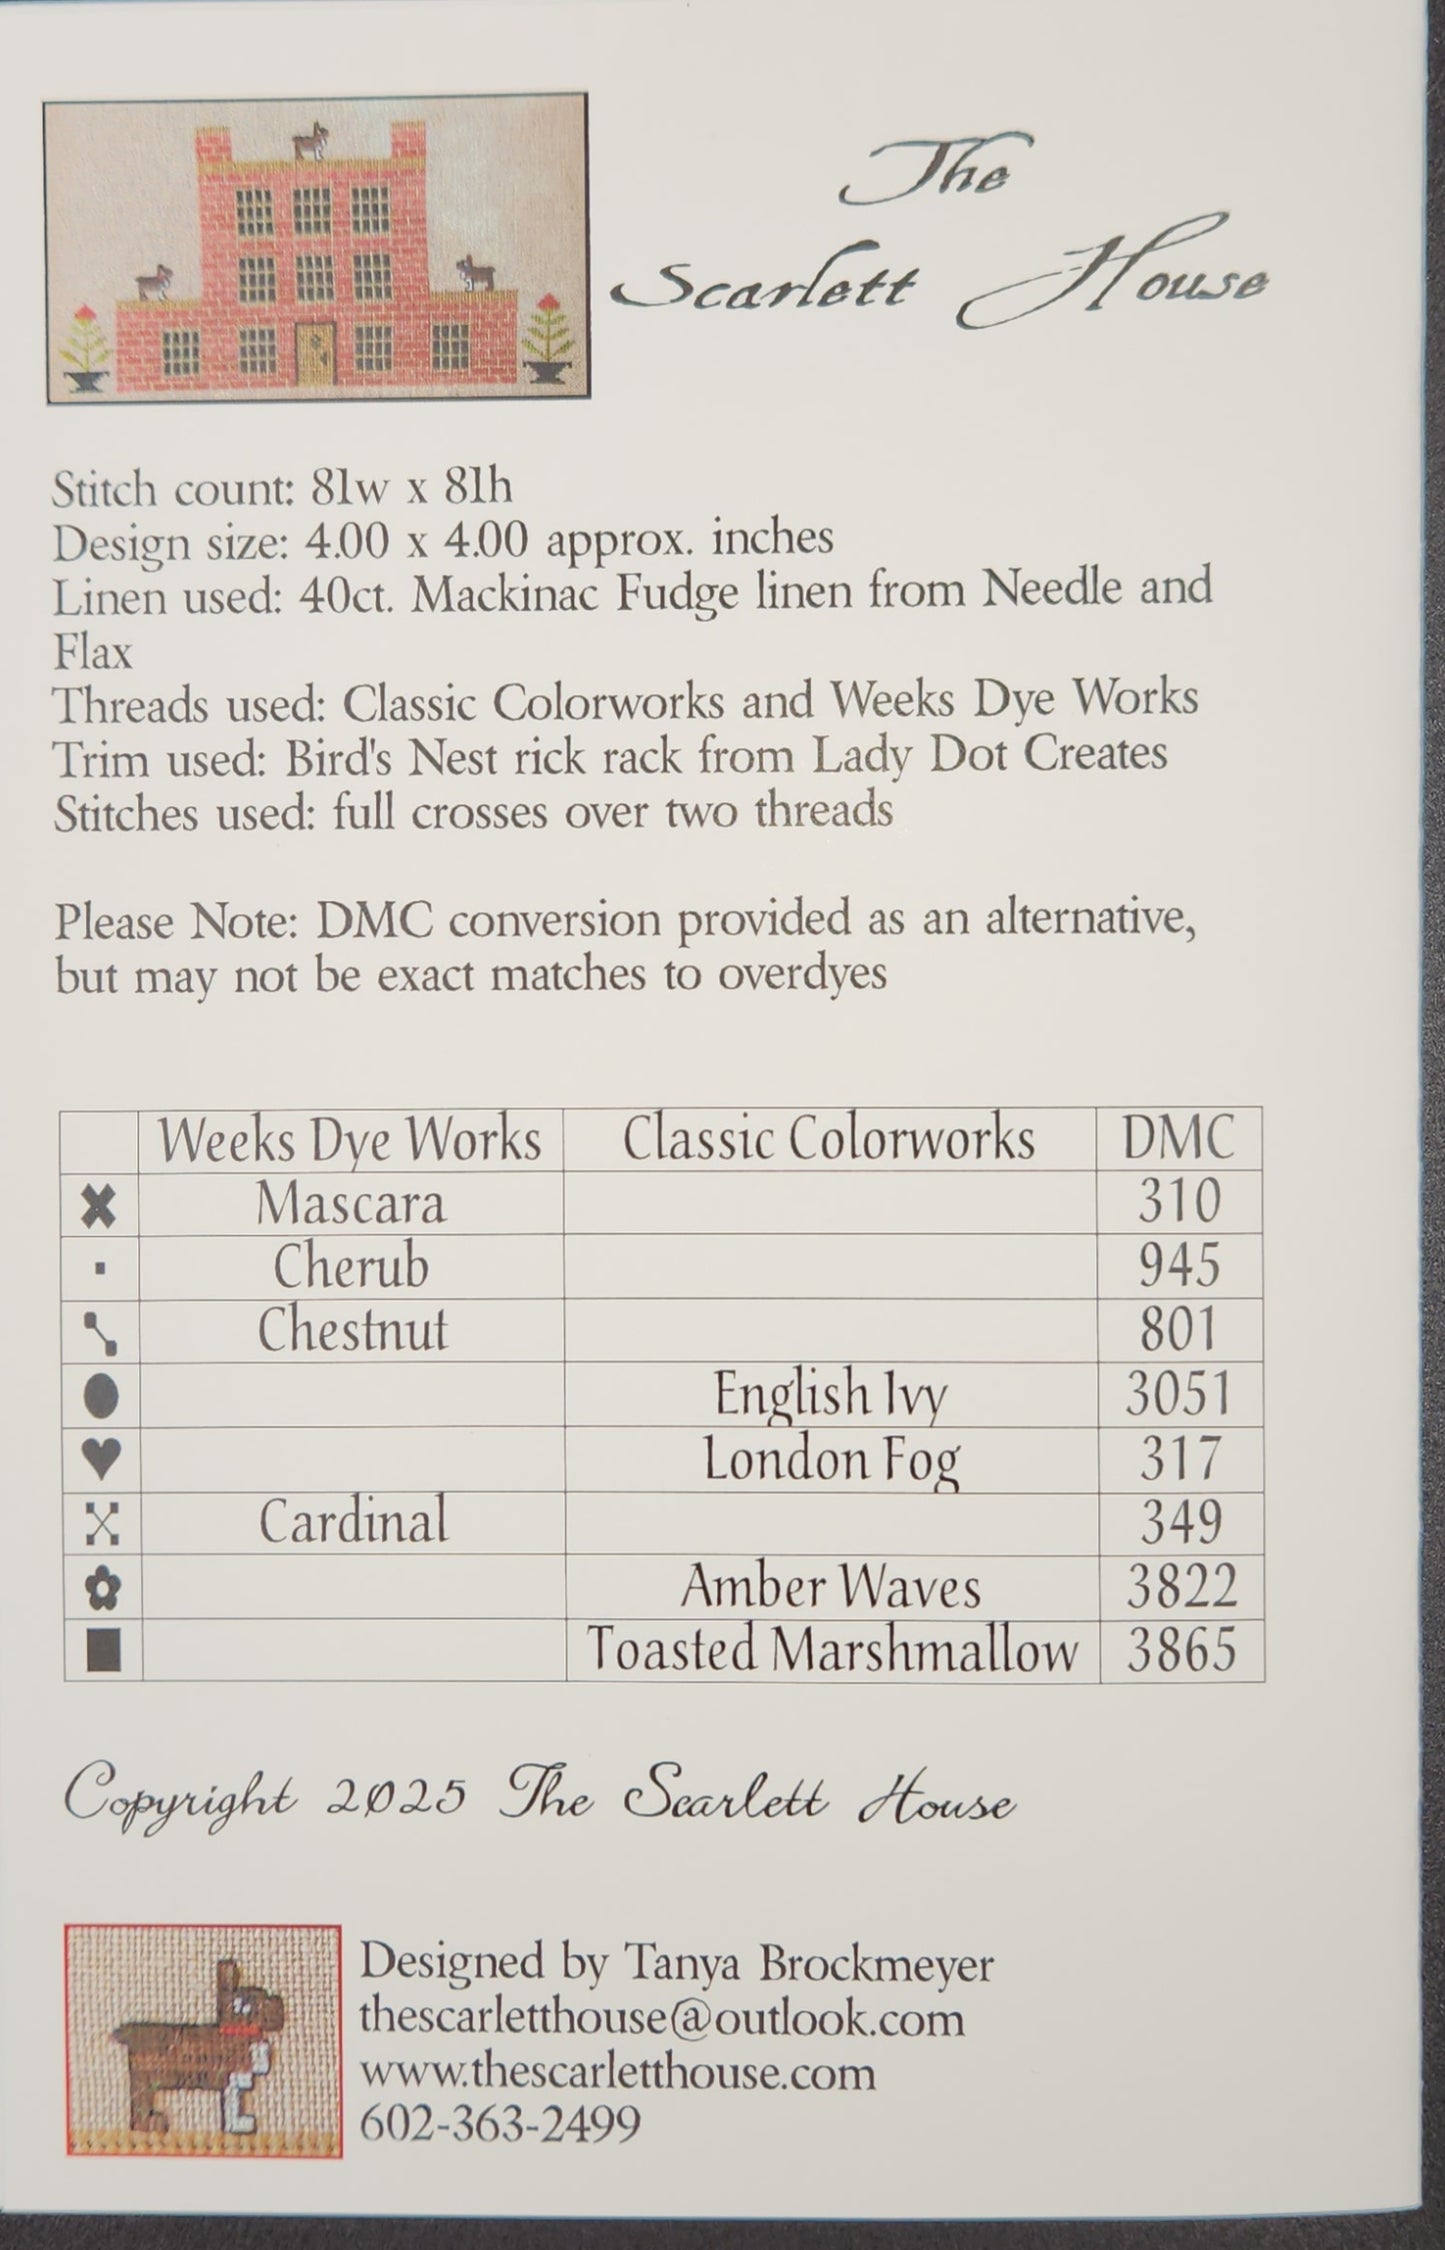 The
Scarlett House
Stitch count: 81w x 81h
Design size: 4.00 x 4.00 approx. inches
Linen used: 40ct. Mackinac Fudge linen from Needle and
Flax
Threads used: Classic Colorworks and Weeks Dye Works
Trim used: Bird's Nest rick rack from Lady Dot Creates
Stitches used: full crosses over two threads
Please Note: DMC conversion provided as an alternative,
but may not be exact matches to overdyes
Weeks Dye Works Classic Colorworks DMC
Mascara 310
Cherub 945
Chestnut 801
English Ivy 3051
London Fog 317
Cardinal 349
Amber Waves 3822
Toasted Marshmallow 3865
Copyright 2025 The Scarlett House
Designed by Tanya Brockmeyer
thescarletthouse@outlook.com
www.thescarletthouse.com
602-363-2499